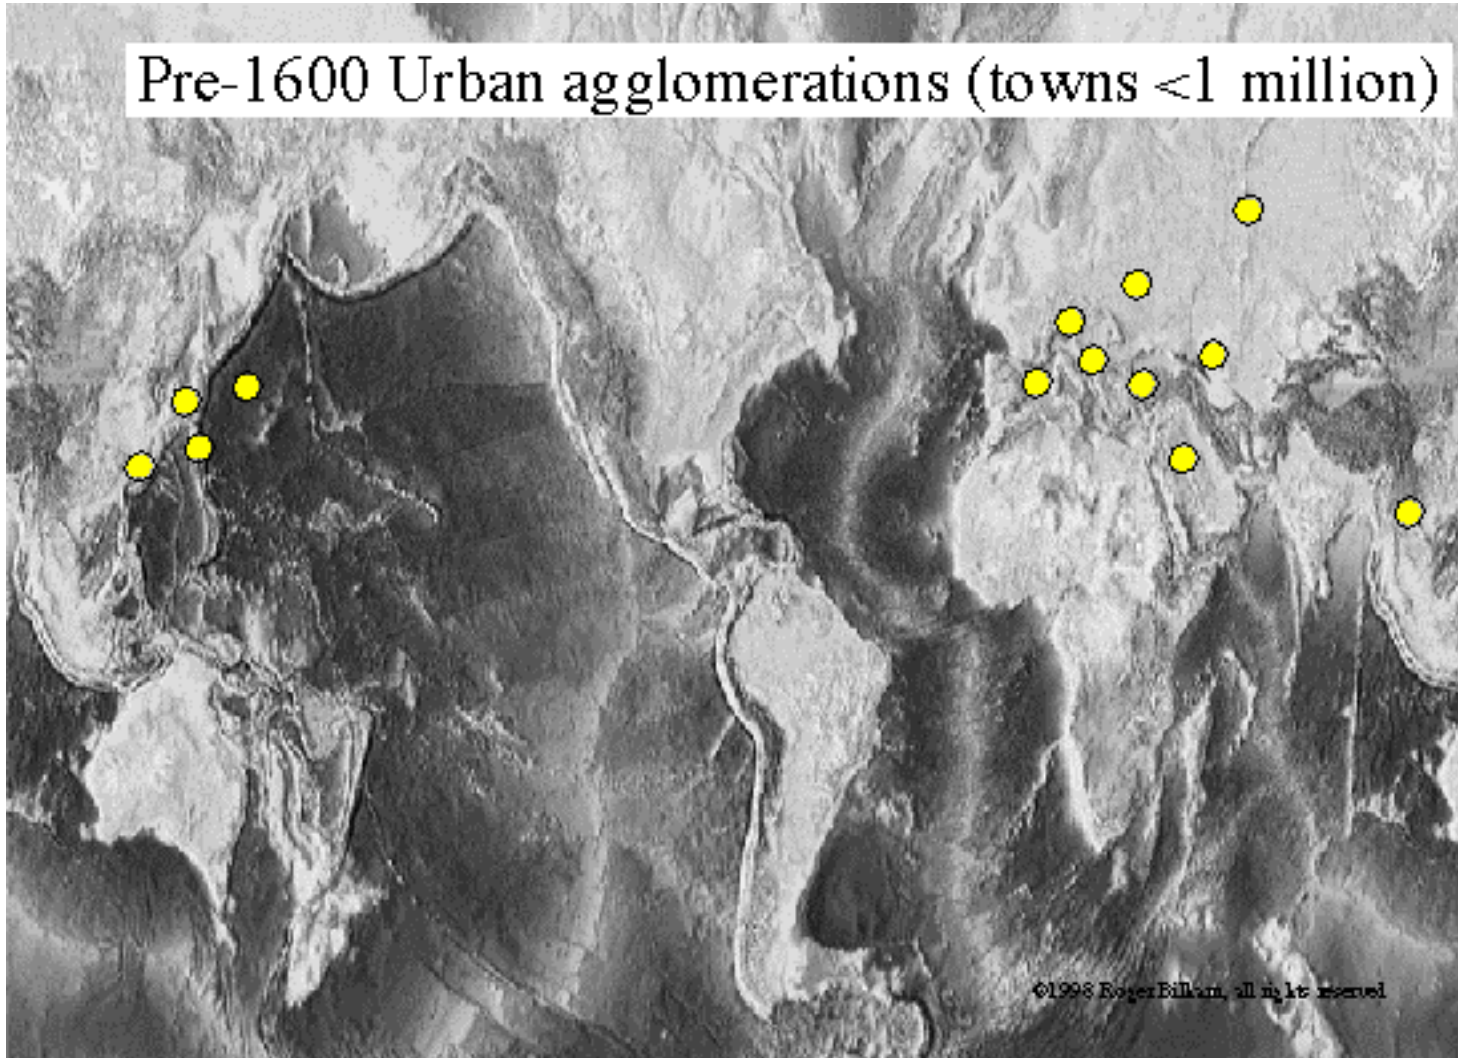 Pre-1600 Urban agglomerations (towns <1 million)
©1998 Roger Bilham, all rights reserved